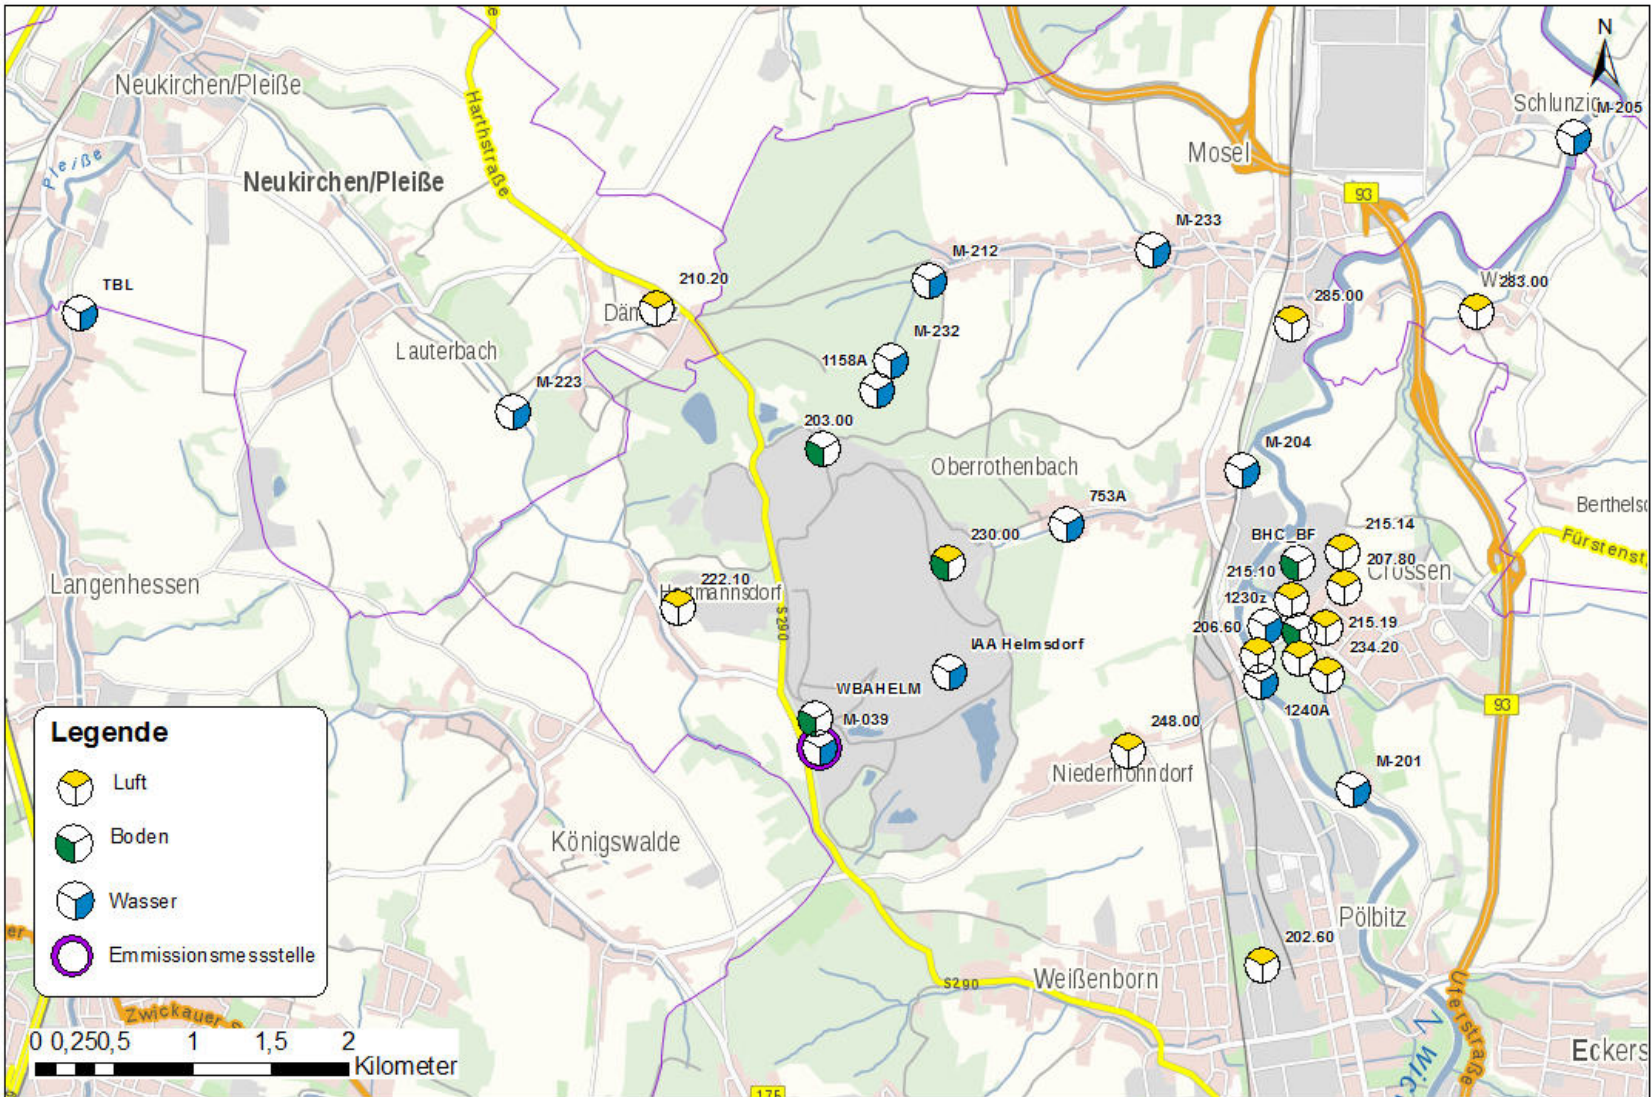 N
Schlunzig
M-205
Neukirchen/Pleiße
Harthstraße
Mosel
Pleiße
Neukirchen/Pleiße
93
M-233
M-212
TBL
210.20
283.00
285.00
M-232
Lauterbach
1158A
M-223
203.00
M-204
Oberrothenbach
753A
215.14
BHC_BF
230.00
207.80
Crossen
215.10
Fürstenst
Langenhessen
222.10
Hartmannsdorf
1230z
206.60
215.19
234.20
S290
IAA Helmsdorf
WBAHELM
M-039
1240A
93
248.00
Niederhohndorf
M-201
Legende
Luft
Boden
Wasser
Emmissionsmessstelle
Königswalde
Pölbitz
202.60
Weißenborn
S290
Uferstraße
Zwickauer S
er
Eckers
0 0,250,5 1 1,5 2
Kilometer
175